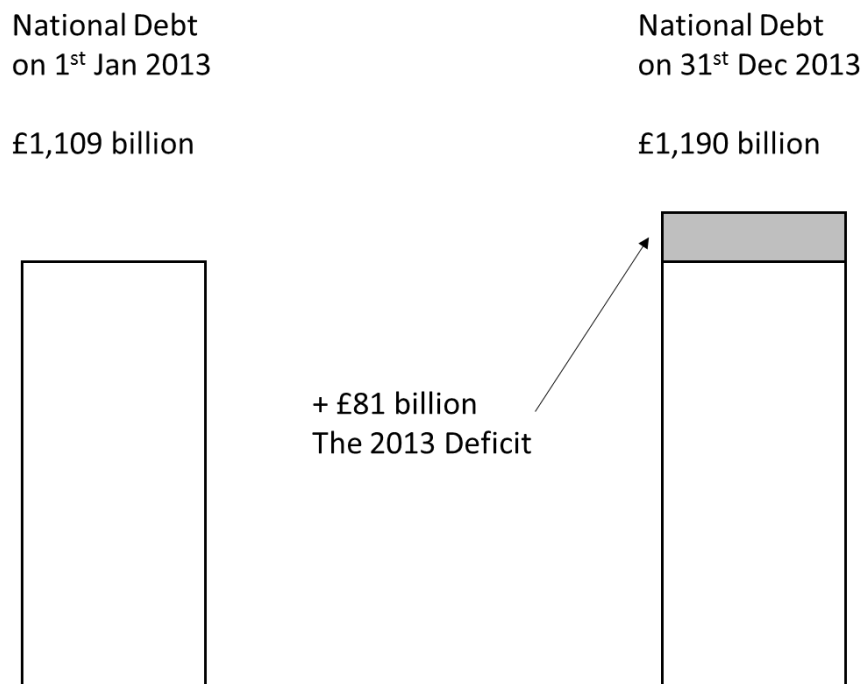 National Debt
on 1st Jan 2013
£1,109 billion
National Debt
on 31st Dec 2013
£1,190 billion
+ £81 billion
The 2013 Deficit